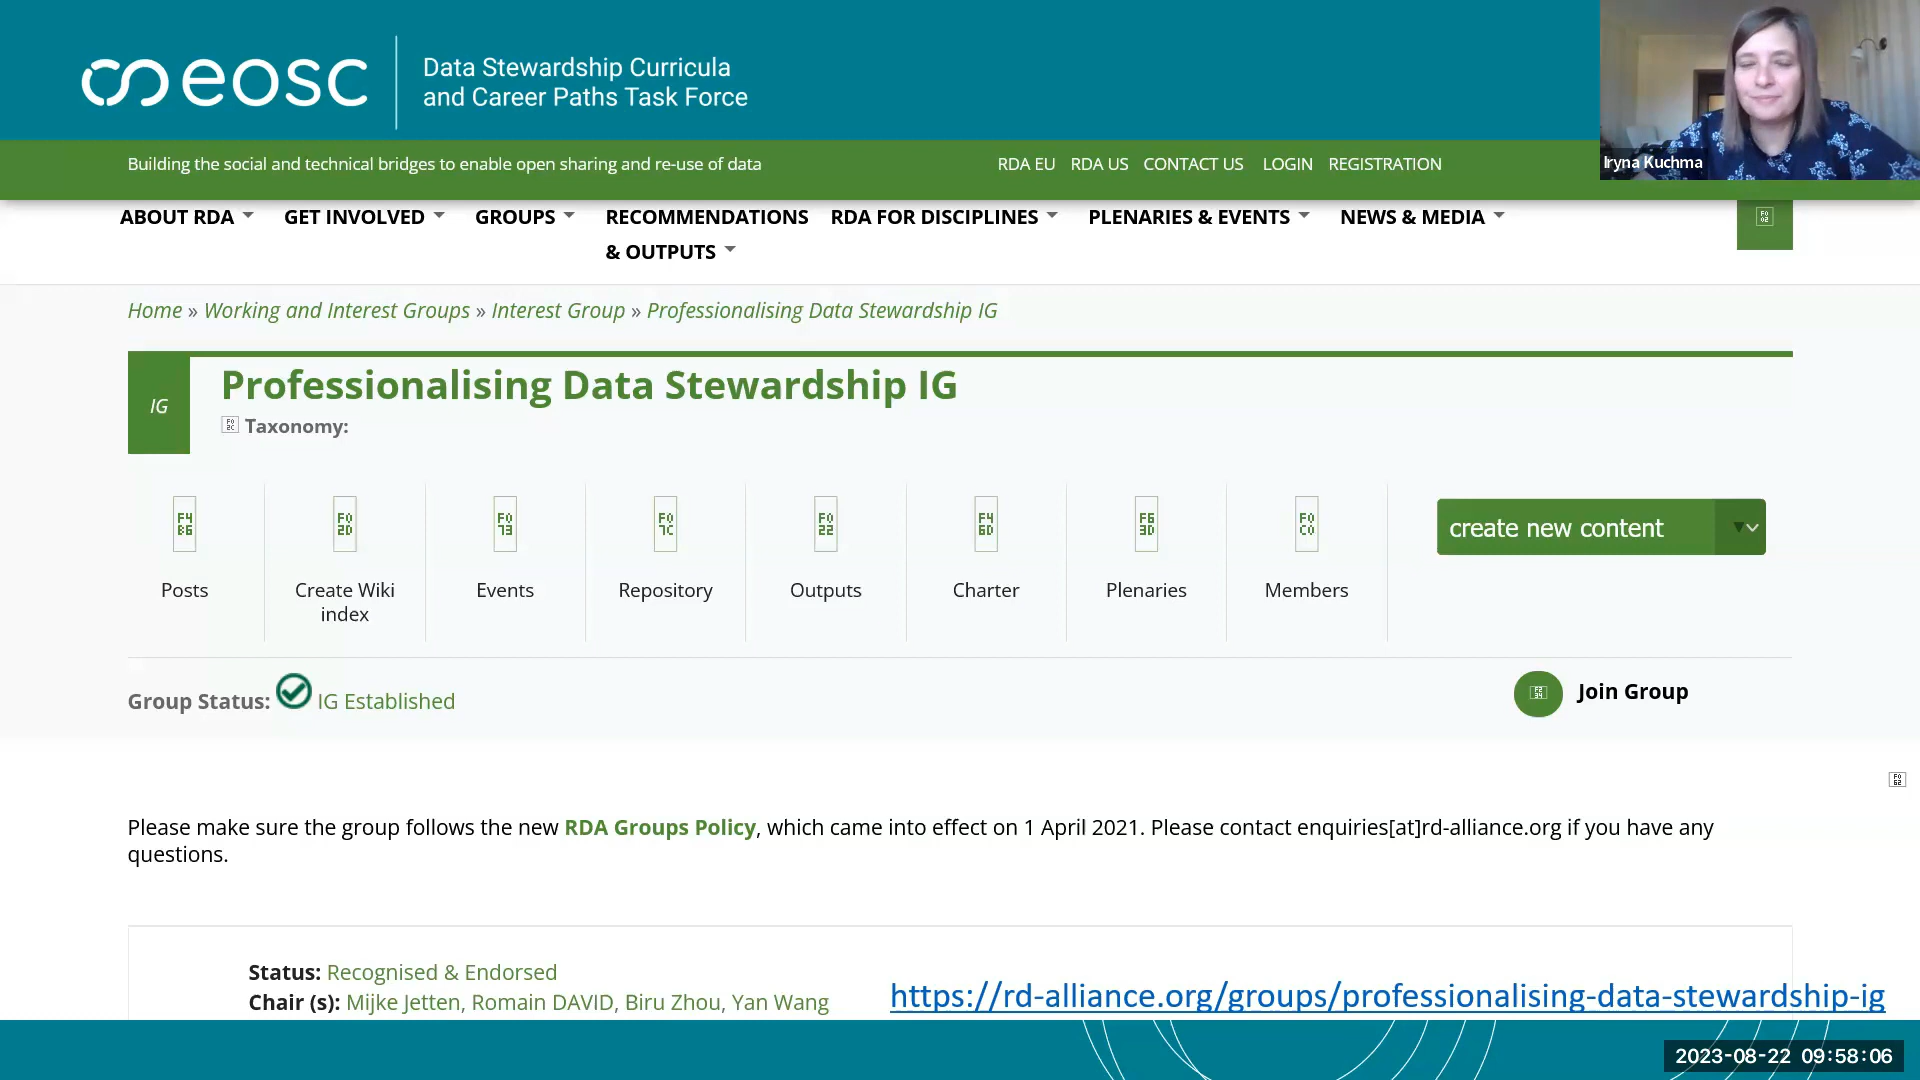 eosc
Data Stewardship Curricula
and Career Paths Task Force
Iryna Kuchma
Building the social and technical bridges to enable open sharing and re-use of data
RDA EU RDA US CONTACT US LOGIN REGISTRATION
ABOUT RDA GET INVOLVED GROUPS RECOMMENDATIONS & OUTPUTS RDA FOR DISCIPLINES PLENARIES & EVENTS NEWS & MEDIA
Home » Working and Interest Groups » Interest Group » Professionalising Data Stewardship IG
IG
Professionalising Data Stewardship IG
Taxonomy:
Posts
Create Wiki
index
Events
Repository
Outputs
Charter
Plenaries
Members
create new content
Group Status: IG Established
Join Group
Please make sure the group follows the new RDA Groups Policy, which came into effect on 1 April 2021. Please contact enquiries[at]rd-alliance.org if you have any
questions.
Status: Recognised & Endorsed
Chair (s): Mijke Jetten, Romain DAVID, Biru Zhou, Yan Wang
https://rd-alliance.org/groups/professionalising-data-stewardship-ig
2023-08-22 09:58:06